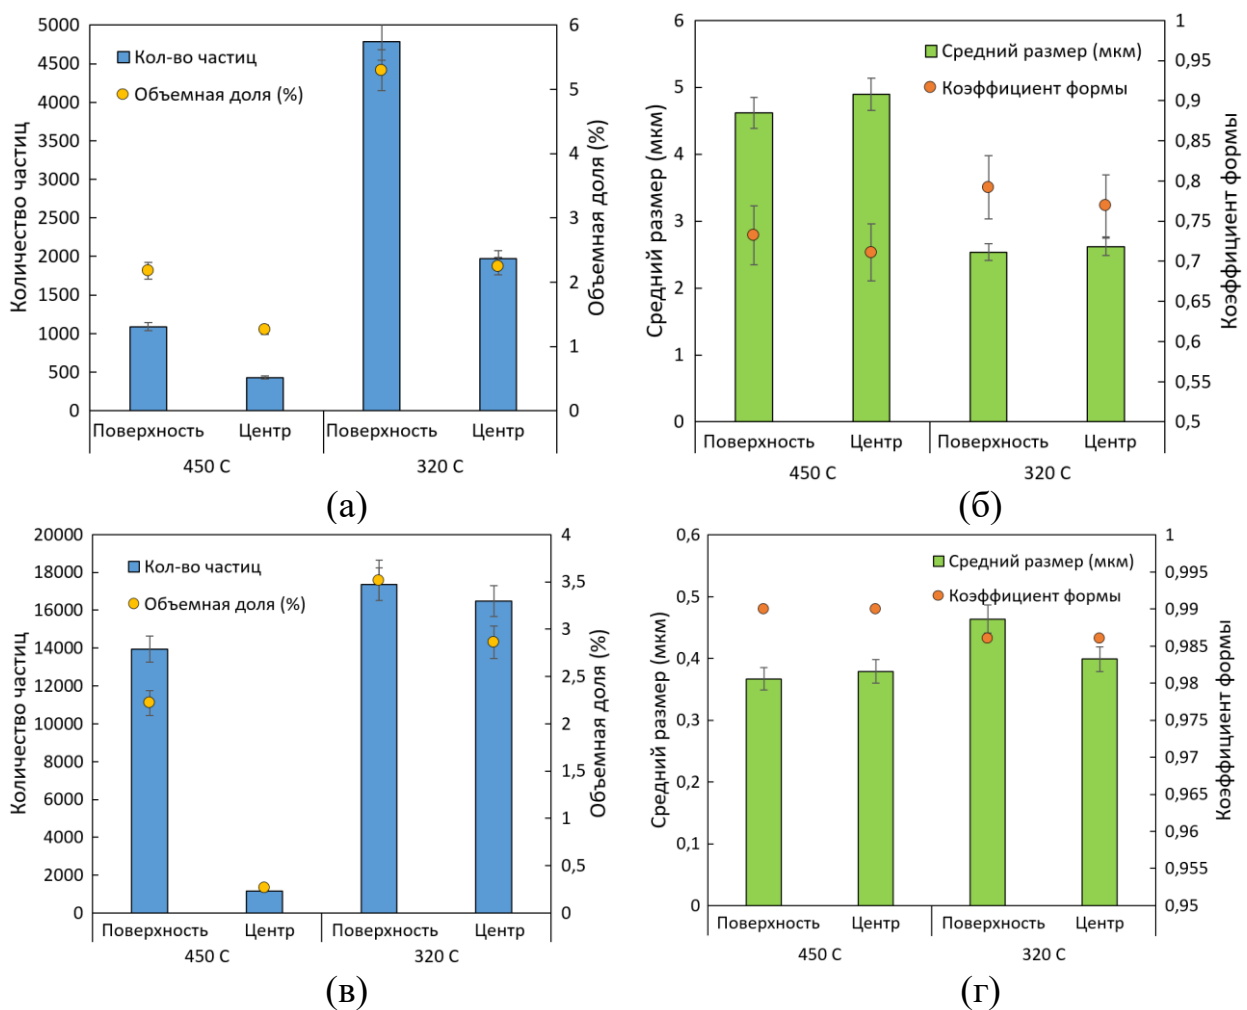 5000
4500
4000
3500
3000
2500
2000
1500
1000
500
0
Количество частиц
Кол-во частиц
Объемная доля (%)
6
5
4
3
2
1
0
Объемная доля (%)
Поверхность Центр Поверхность Центр
450 C 320 C
(а)
6
5
4
3
2
1
0
Средний размер (мкм)
Средний размер (мкм)
Коэффициент формы
1
0,95
0,9
0,85
0,8
0,75
0,7
0,65
0,6
0,55
0,5
Коэффициент формы
Поверхность Центр Поверхность Центр
450 C 320 C
(б)
20000
18000
16000
14000
12000
10000
8000
6000
4000
2000
0
Количество частиц
Кол-во частиц
Объемная доля (%)
4
3,5
3
2,5
2
1,5
1
0,5
0
Объемная доля (%)
Поверхность Центр Поверхность Центр
450 C 320 C
(в)
0,6
0,5
0,4
0,3
0,2
0,1
0
Средний размер (мкм)
Средний размер (мкм)
Коэффициент формы
1
0,995
0,99
0,985
0,98
0,975
0,97
0,965
0,96
0,955
0,95
Коэффициент формы
Поверхность Центр Поверхность Центр
450 C 320 C
(г)